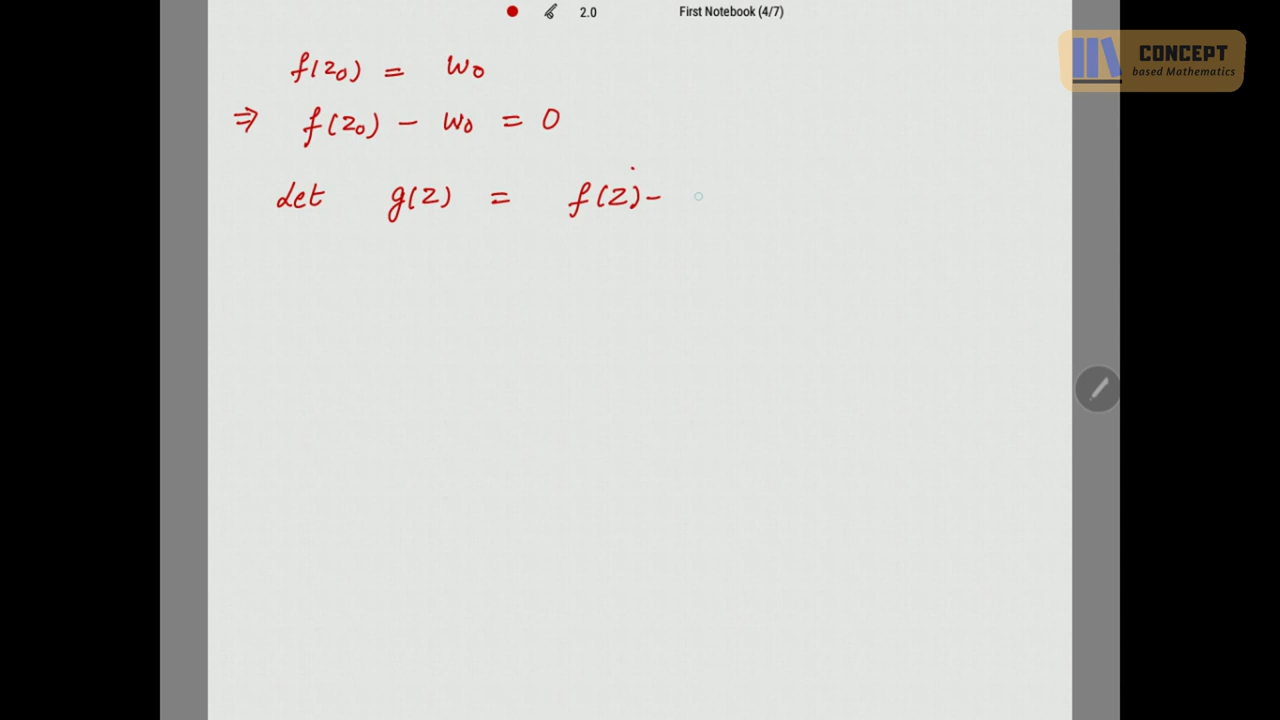 2.0 First Notebook (4/7)
CONCEPT
based Mathematics
f(z₀) = w₀
⇒ f(z₀) - w₀ = 0
Let g(z) = f(z) -